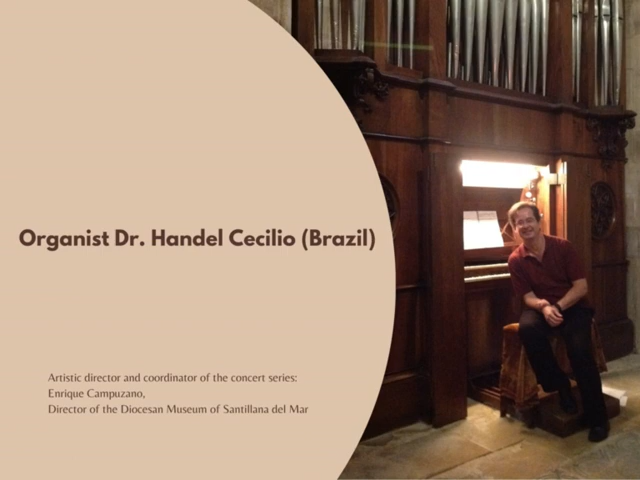 Organist Dr. Handel Cecilio (Brazil)
Artistic director and coordinator of the concert series:
Enrique Campuzano,
Director of the Diocesan Museum of Santillana del Mar